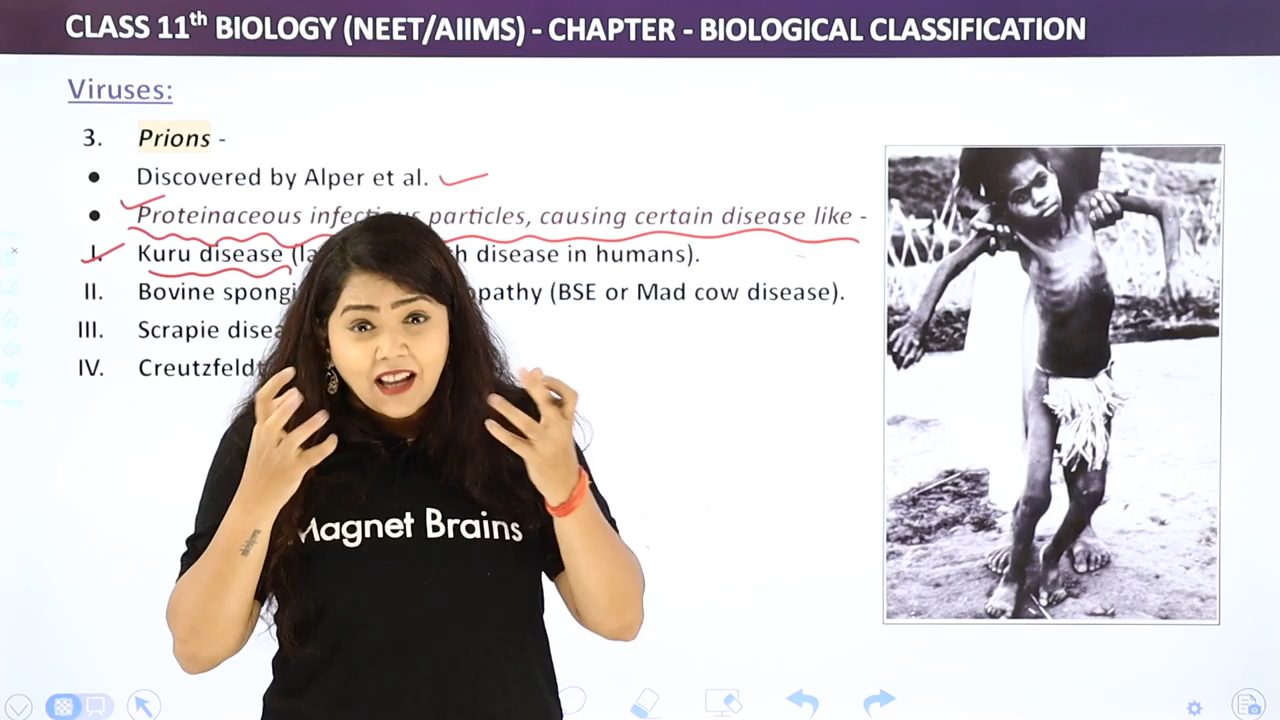 CLASS 11th BIOLOGY (NEET/AIIMS) - CHAPTER - BIOLOGICAL CLASSIFICATION
Viruses:
3. Prions -
● Discovered by Alper et al.
● Proteinaceous infectious particles, causing certain disease like -
I. Kuru disease (la h disease in humans).
II. Bovine spongi opathy (BSE or Mad cow disease).
III. Scrapie disea
IV. Creutzfeldt
Magnet Brains